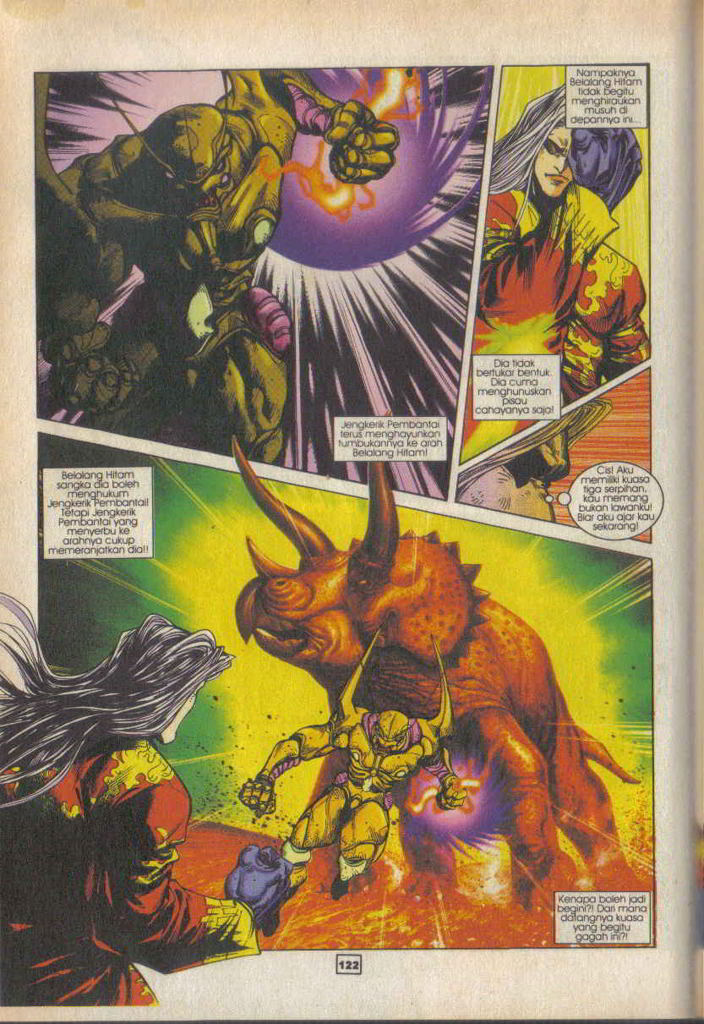 Jengkerik Pembantai
terus menghayunkan
tumbukannya ke arah
Belalang Hitam!
Nampaknya
Belalang Hitam
tidak begitu
menghiraukan
musuh di
depannya ini...
Dia tidak
bertukar bentuk.
Dia cuma
menghunuskan
pisau
cahayanya saja!
Cis! Aku
memiliki kuasa
tiga serpihan,
kau memang
bukan lawanku!
Biar aku ajar kau
sekarang!
Belalang Hitam
sangka dia boleh
menghukum
Jengkerik Pembantai!
Tetapi Jengkerik
Pembantai yang
menyerbu ke
arahnya cukup
memeranjatkan dia!!
Kenapa boleh jadi
begini?! Dari mana
datangnya kuasa
yang begitu
gagah ini?!
122